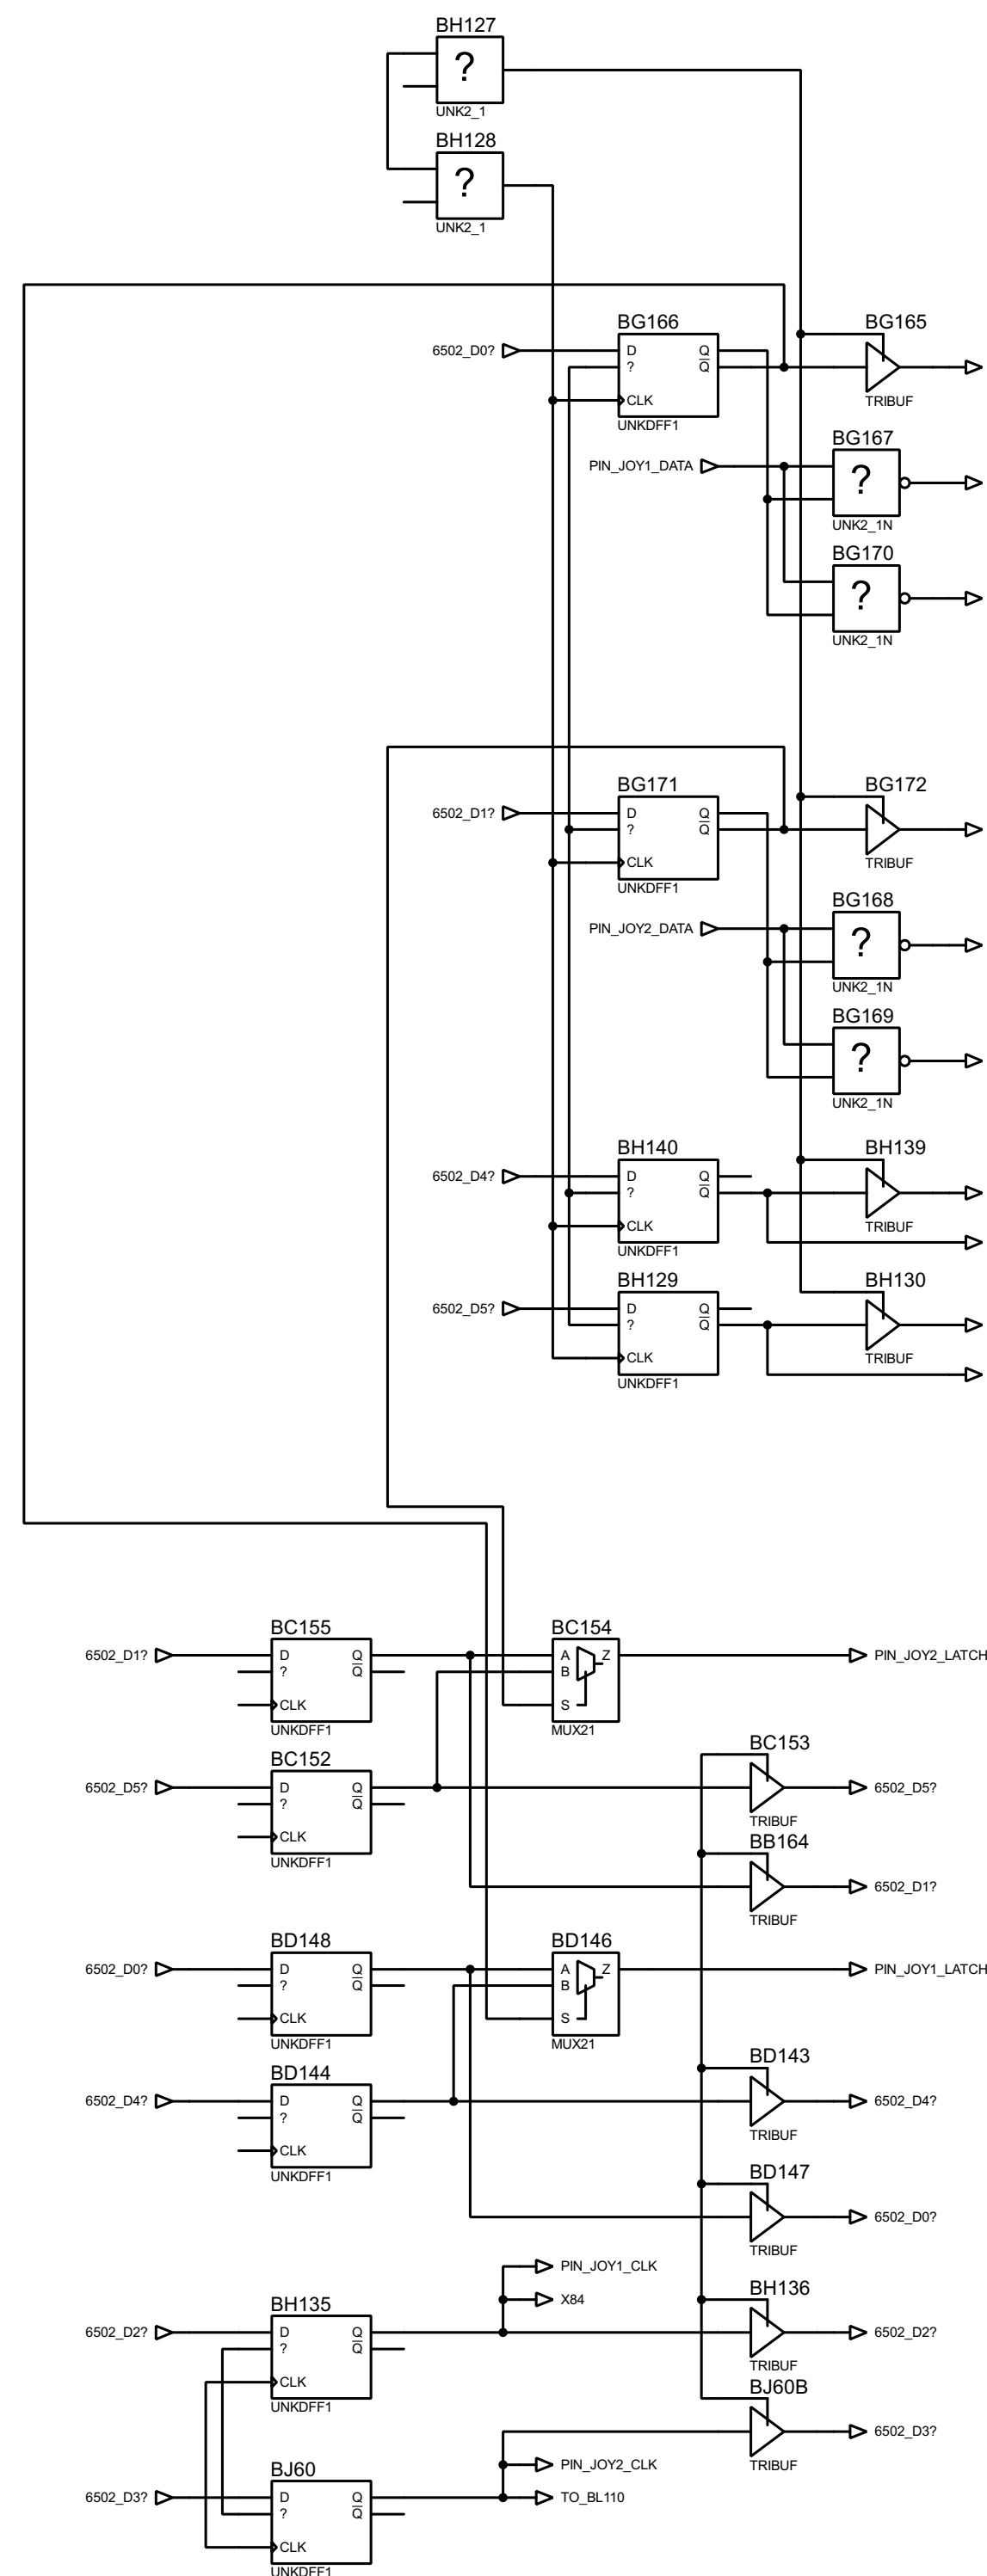 BH127
?
UNK2_1
BH128
?
UNK2_1
BG166
6502_D0?
D Q
? Q
CLK
UNKDFF1
BG165
TRIBUF
BG167
PIN_JOY1_DATA
?
UNK2_1N
BG170
?
UNK2_1N
BG171
6502_D1?
D Q
? Q
CLK
UNKDFF1
BG172
TRIBUF
BG168
PIN_JOY2_DATA
?
UNK2_1N
BG169
?
UNK2_1N
BH140
6502_D4?
D Q
? Q
CLK
UNKDFF1
BH139
TRIBUF
BH129
6502_D5?
D Q
? Q
CLK
UNKDFF1
BH130
TRIBUF
BC155
6502_D1?
D Q
? Q
CLK
UNKDFF1
BC154
A Z
B
S
MUX21
PIN_JOY2_LATCH
BC152
6502_D5?
D Q
? Q
CLK
UNKDFF1
BC153
6502_D5?
TRIBUF
BB164
6502_D1?
TRIBUF
BD148
6502_D0?
D Q
? Q
CLK
UNKDFF1
BD146
A Z
B
S
MUX21
PIN_JOY1_LATCH
BD144
6502_D4?
D Q
? Q
CLK
UNKDFF1
BD143
6502_D4?
TRIBUF
BD147
6502_D0?
TRIBUF
PIN_JOY1_CLK
X84
BH135
6502_D2?
D Q
? Q
CLK
UNKDFF1
BH136
6502_D2?
TRIBUF
BJ60B
6502_D3?
TRIBUF
PIN_JOY2_CLK
TO_BL110
BJ60
6502_D3?
D Q
? Q
CLK
UNKDFF1